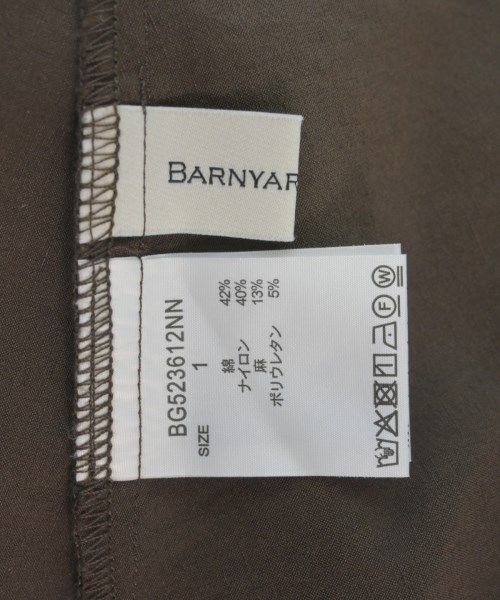 BARNYAR
BG523612NN
SIZE 1
綿 42%
ナイロン 40%
麻 13%
ポリウレタン 5%
F
W